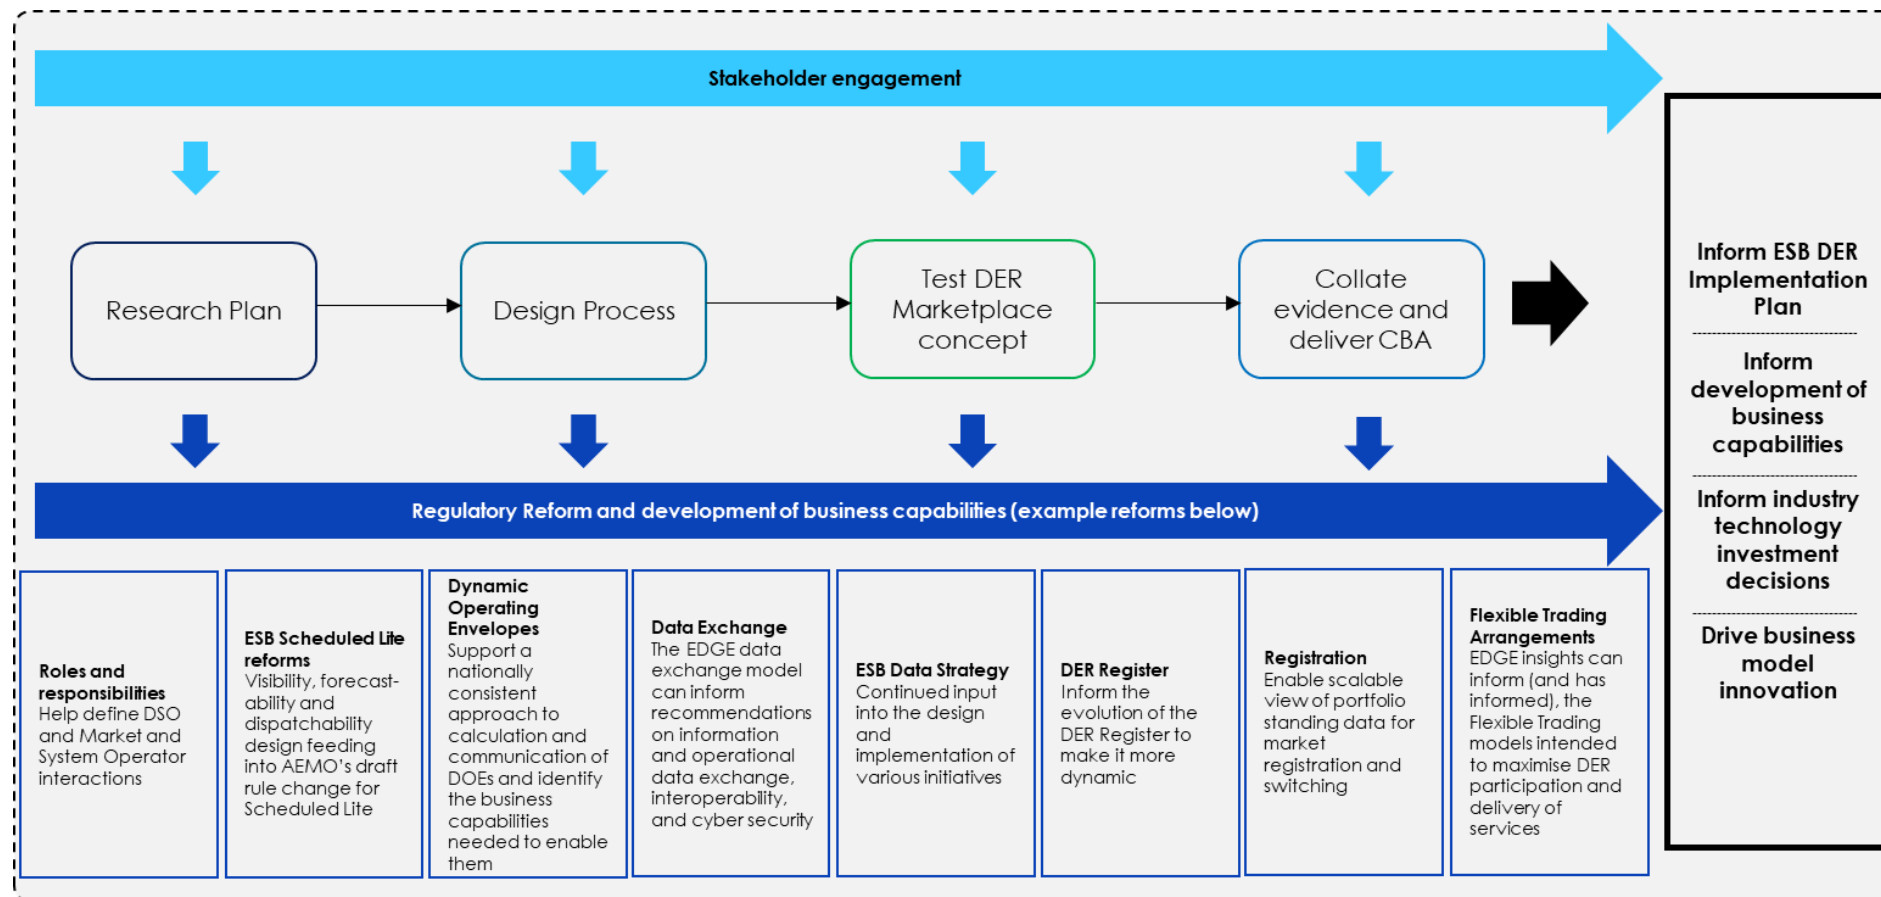 Stakeholder engagement
Research Plan
Design Process
Test DER
Marketplace
concept
Collate
evidence and
deliver CBA
Inform ESB DER
Implementation
Plan
Inform
development of
business
capabilities
Inform industry
technology
investment
decisions
Drive business
model
innovation
Regulatory Reform and development of business capabilities (example reforms below)
Roles and
responsibilities
Help define DSO
and Market and
System Operator
interactions
ESB Scheduled Lite
reforms
Visibility, forecast-
ability and
dispatchability
design feeding
into AEMO's draft
rule change for
Scheduled Lite
Dynamic
Operating
Envelopes
Support a
nationally
consistent
approach to
calculation and
communication of
DOEs and identify
the business
capabilities
needed to enable
them
Data Exchange
The EDGE data
exchange model
can inform
recommendations
on information
and operational
data exchange,
interoperability,
and cyber security
ESB Data Strategy
Continued input
into the design
and
implementation of
various initiatives
DER Register
Inform the
evolution of the
DER Register to
make it more
dynamic
Registration
Enable scalable
view of portfolio
standing data for
market
registration and
switching
Flexible Trading
Arrangements
EDGE insights can
inform (and has
informed), the
Flexible Trading
models intended
to maximise DER
participation and
delivery of
services